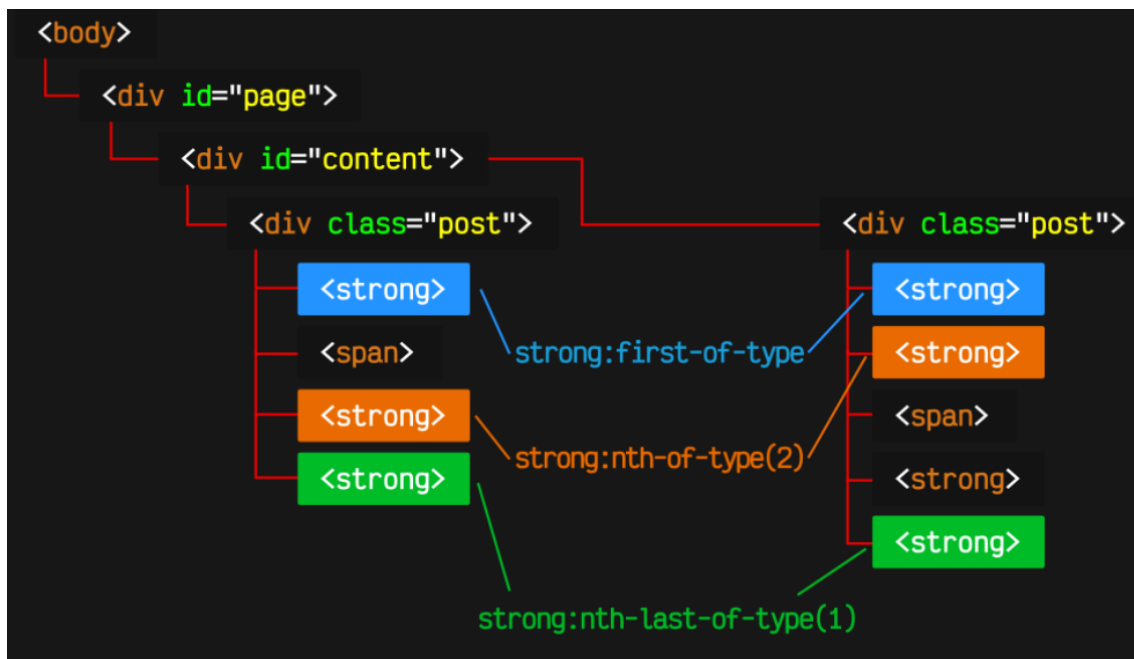 <body>
<div id="page">
<div id="content">
<div class="post">
<div class="post">
<strong>
<strong>
strong:first-of-type
<span>
<strong>
<strong>
<span>
strong:nth-of-type(2)
<strong>
<strong>
<strong>
strong:nth-last-of-type(1)